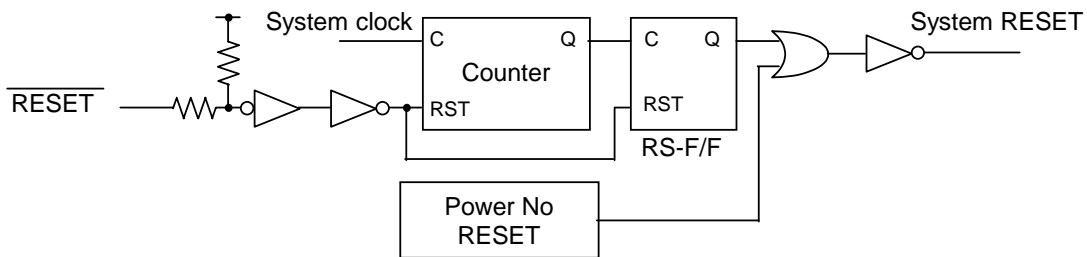 System clock
System RESET
C
Q
C
Q
Counter
RESET
RST
RST
RS-F/F
Power No
RESET